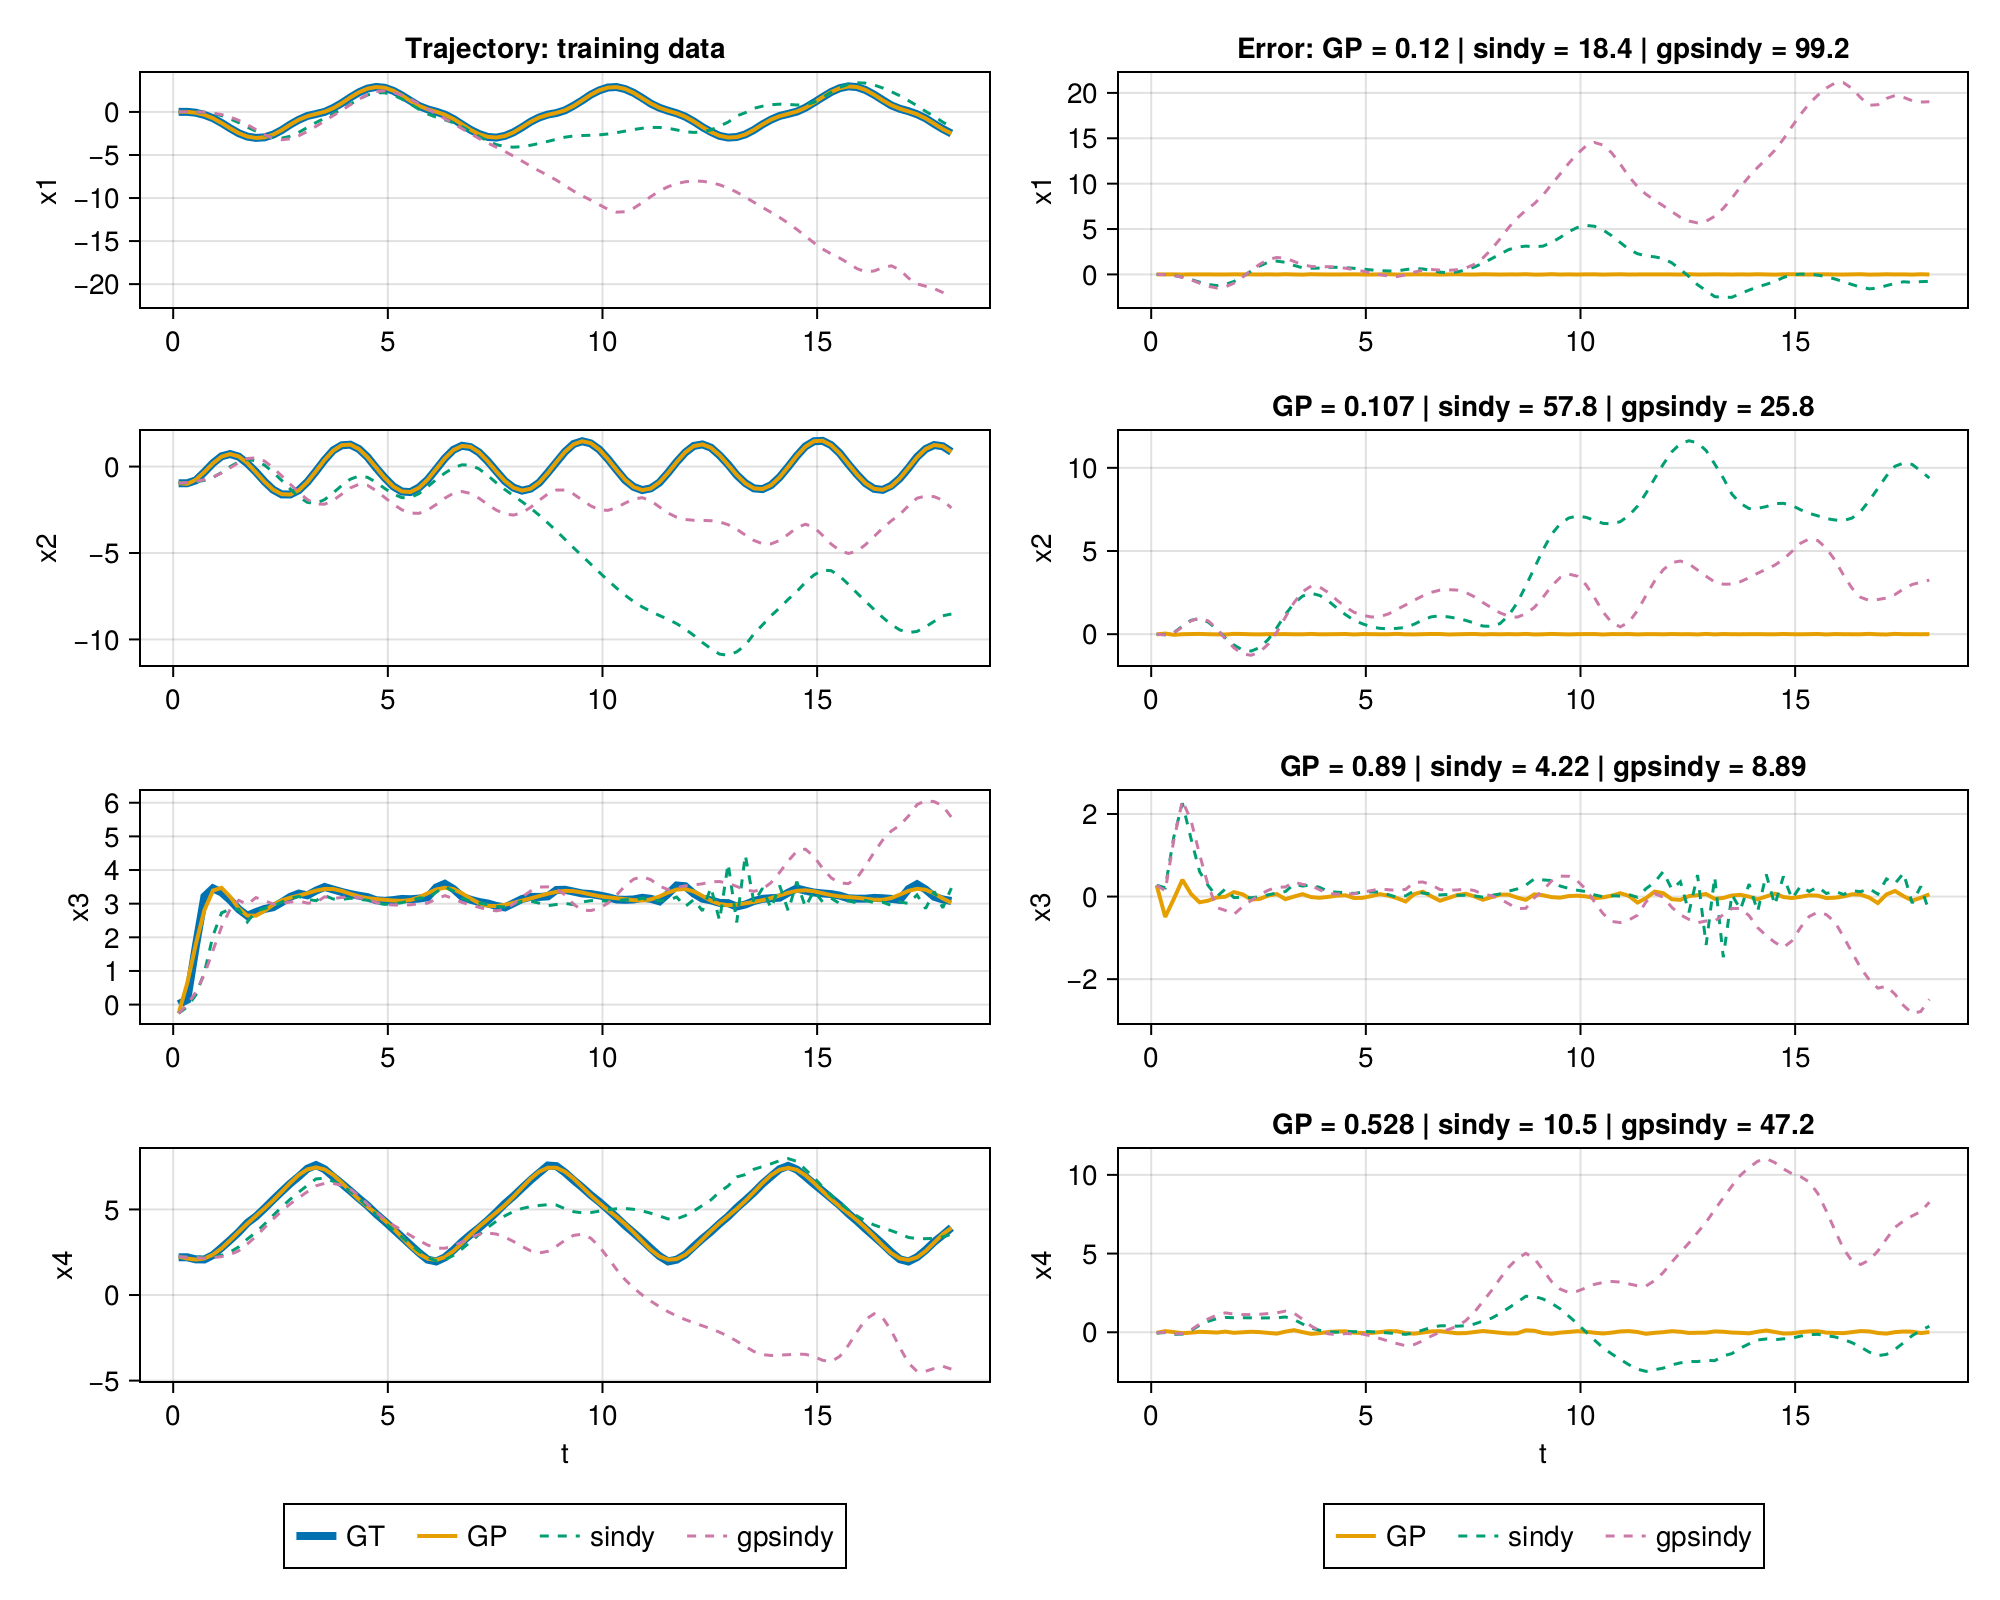 Trajectory: training data
Error: GP = 0.12 | sindy = 18.4 | gpsindy = 99.2
x1
0
−5
−10
−15
−20
0 5 10 15
x1
20
15
10
5
0
0 5 10 15
GP = 0.107 | sindy = 57.8 | gpsindy = 25.8
x2
0
−5
−10
0 5 10 15
x2
10
5
0
0 5 10 15
GP = 0.89 | sindy = 4.22 | gpsindy = 8.89
x3
6
5
4
3
2
1
0
0 5 10 15
x3
2
0
−2
0 5 10 15
GP = 0.528 | sindy = 10.5 | gpsindy = 47.2
x4
5
0
−5
0 5 10 15
t
x4
10
5
0
0 5 10 15
t
GT GP sindy gpsindy
GP sindy gpsindy